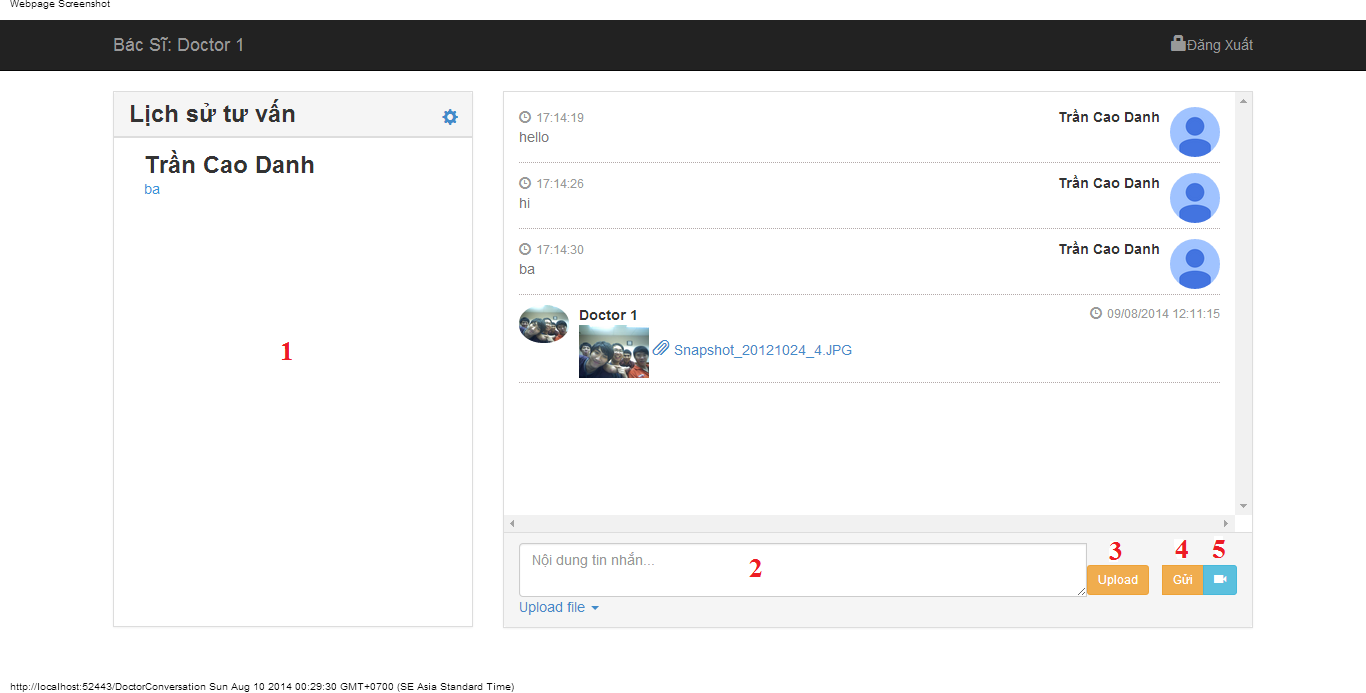 Webpage Screenshot
Bác Sĩ: Doctor 1
Đăng Xuất
Lịch sử tư vấn
Trần Cao Danh
ba
1
17:14:19
Trần Cao Danh
hello
17:14:26
Trần Cao Danh
hi
17:14:30
Trần Cao Danh
ba
Doctor 1
09/08/2014 12:11:15
Snapshot_20121024_4.JPG
Nội dung tin nhắn...
2
3
4
5
Upload
Gửi
Upload file
http://localhost:52443/DoctorConversation Sun Aug 10 2014 00:29:30 GMT+0700 (SE Asia Standard Time)